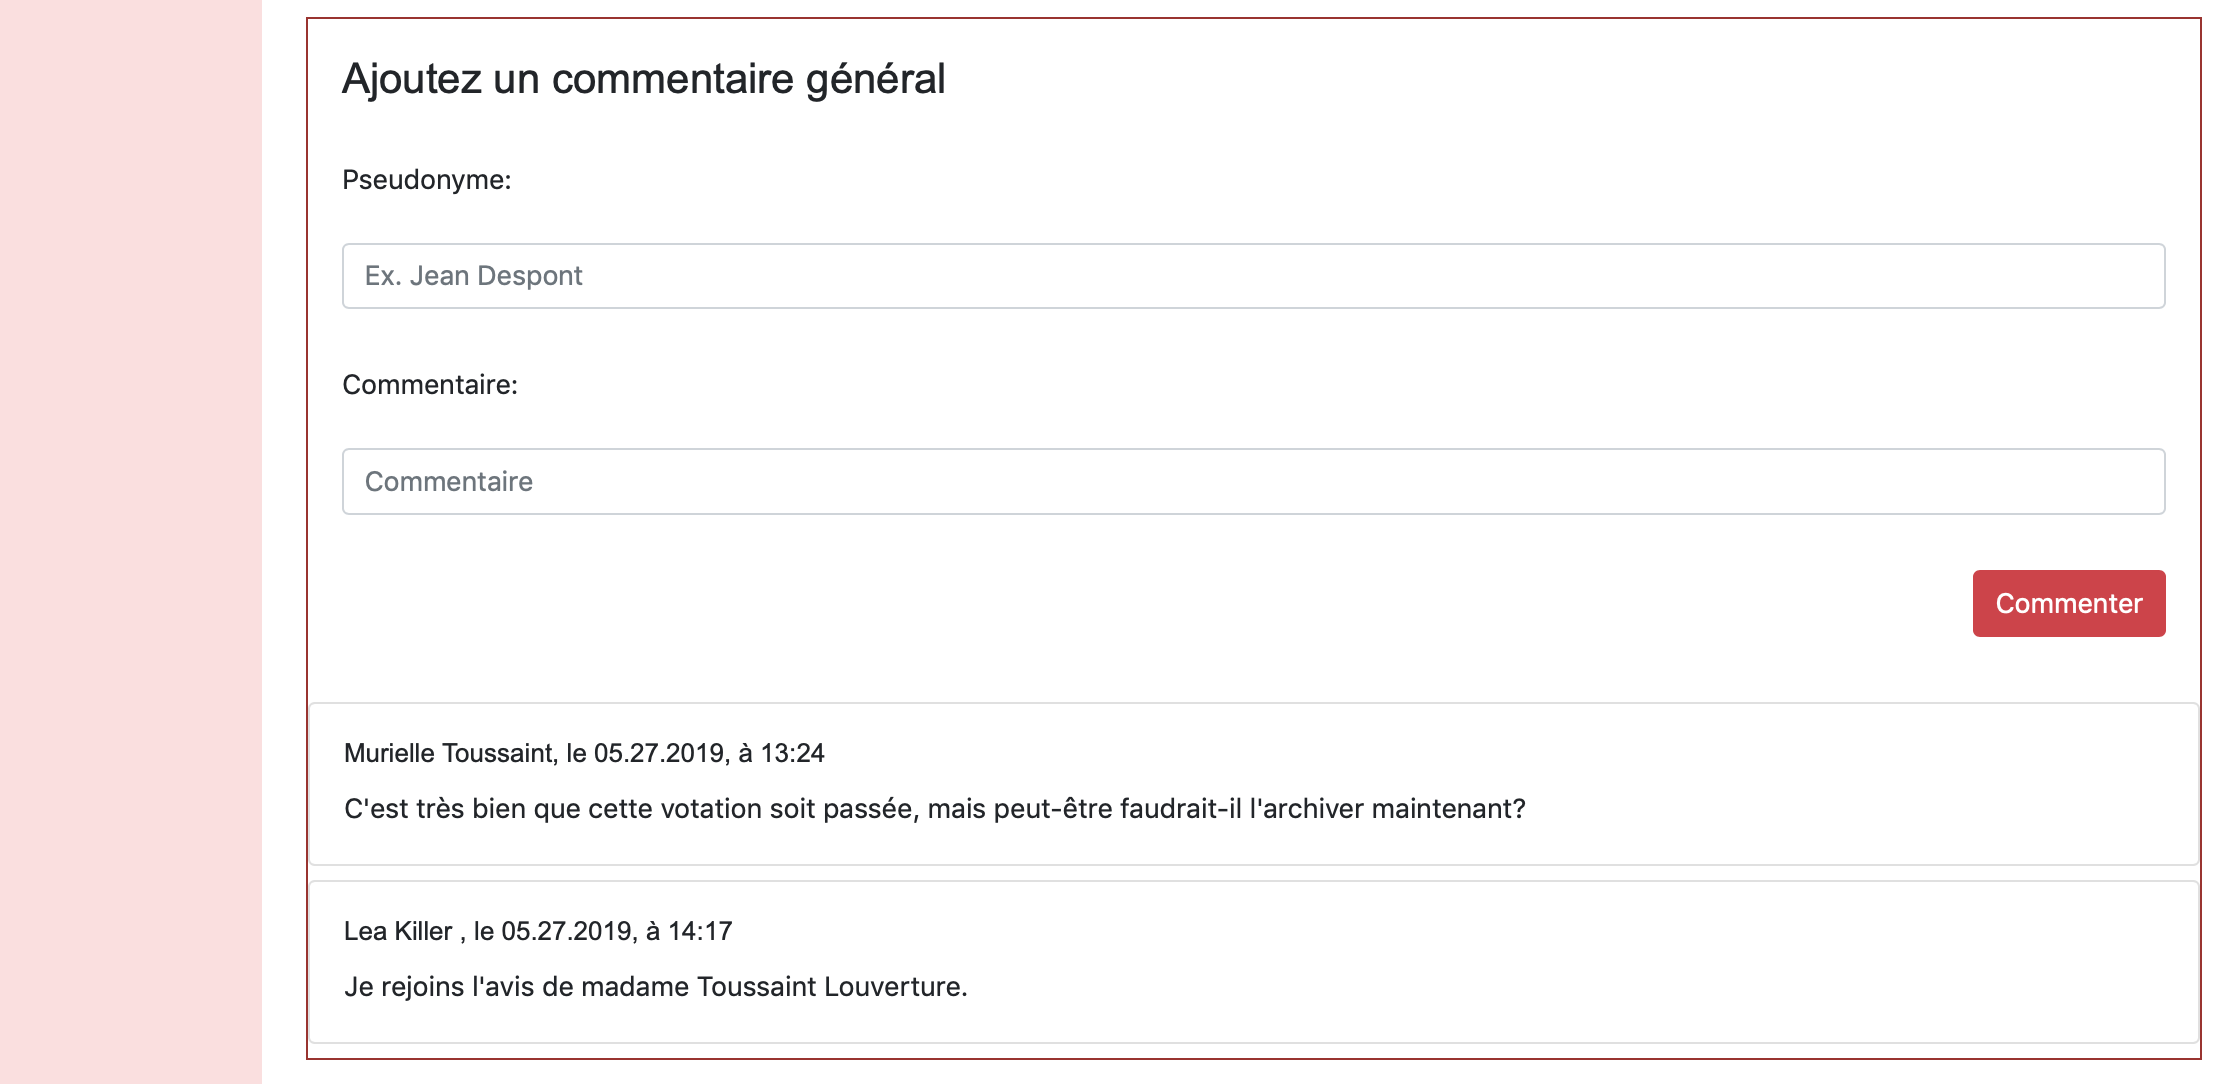 Ajoutez un commentaire général
Pseudonyme:
Ex. Jean Despont
Commentaire:
Commentaire
Commenter
Murielle Toussaint, le 05.27.2019, à 13:24
C'est très bien que cette votation soit passée, mais peut-être faudrait-il l'archiver maintenant?
Lea Killer , le 05.27.2019, à 14:17
Je rejoins l'avis de madame Toussaint Louverture.